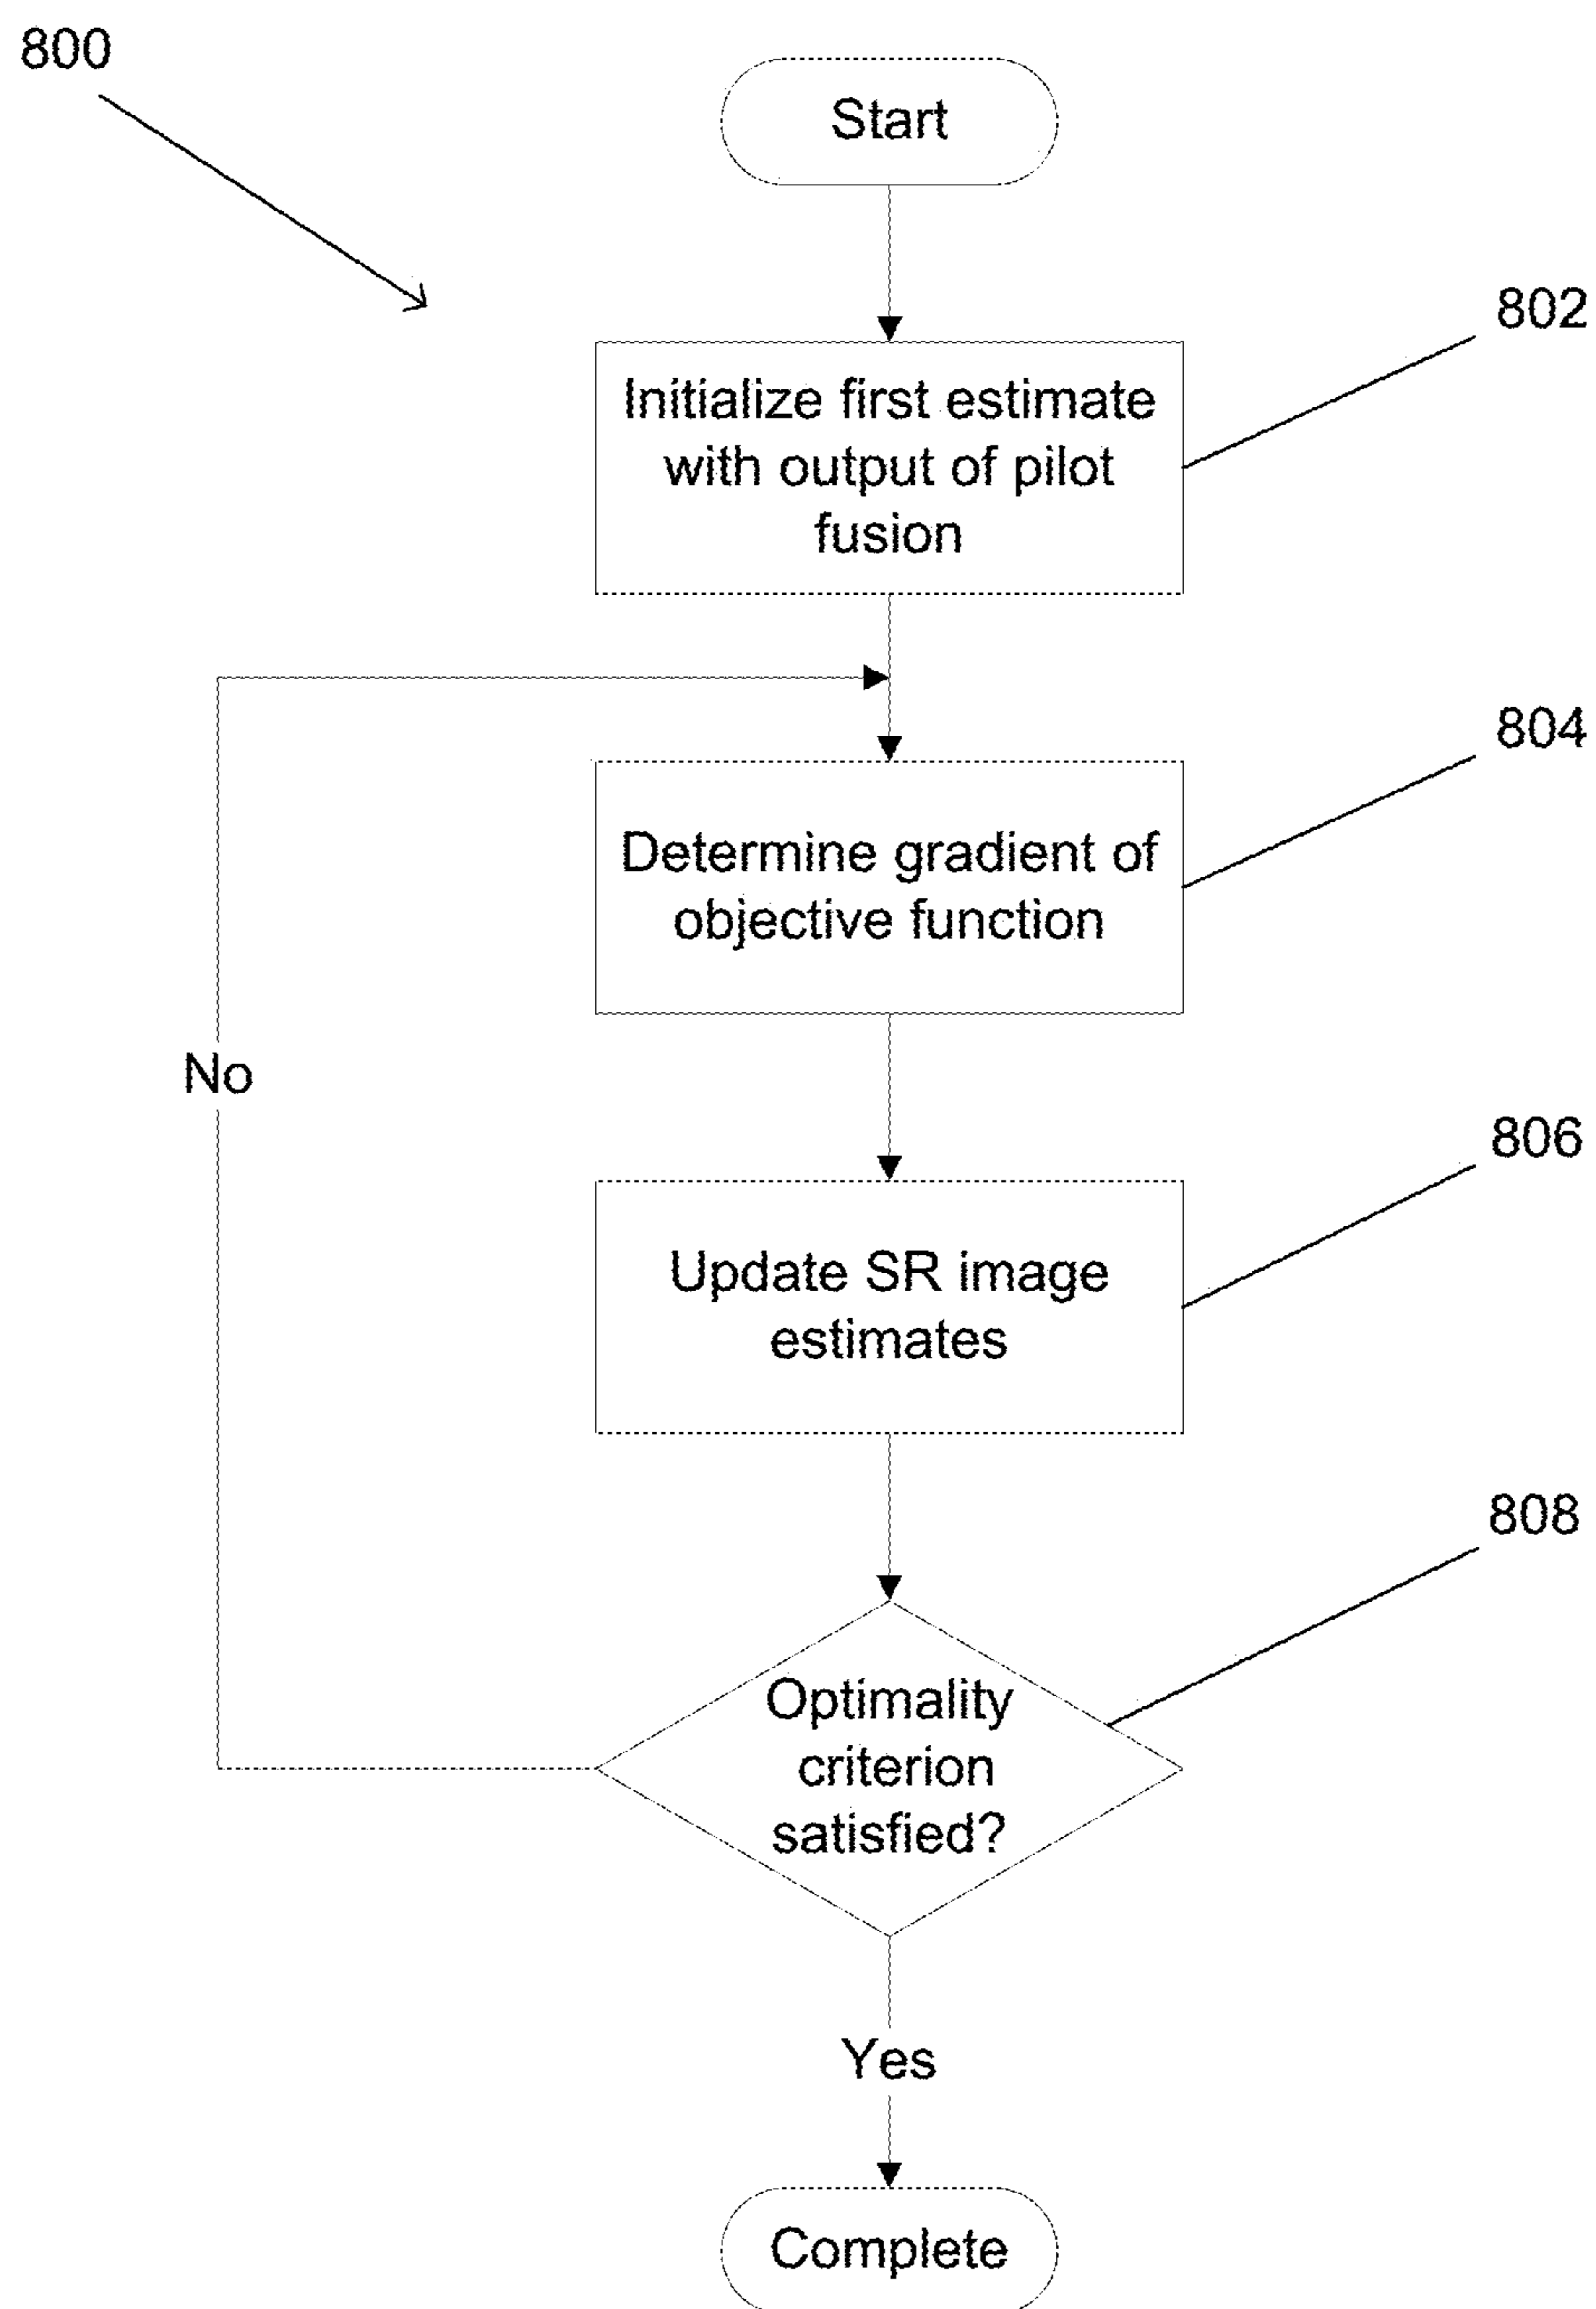 800
Start
802
Initialize first estimate
with output of pilot
fusion
804
Determine gradient of
objective function
No
806
Update SR image
estimates
808
Optimality
criterion
satisfied?
Yes
Complete